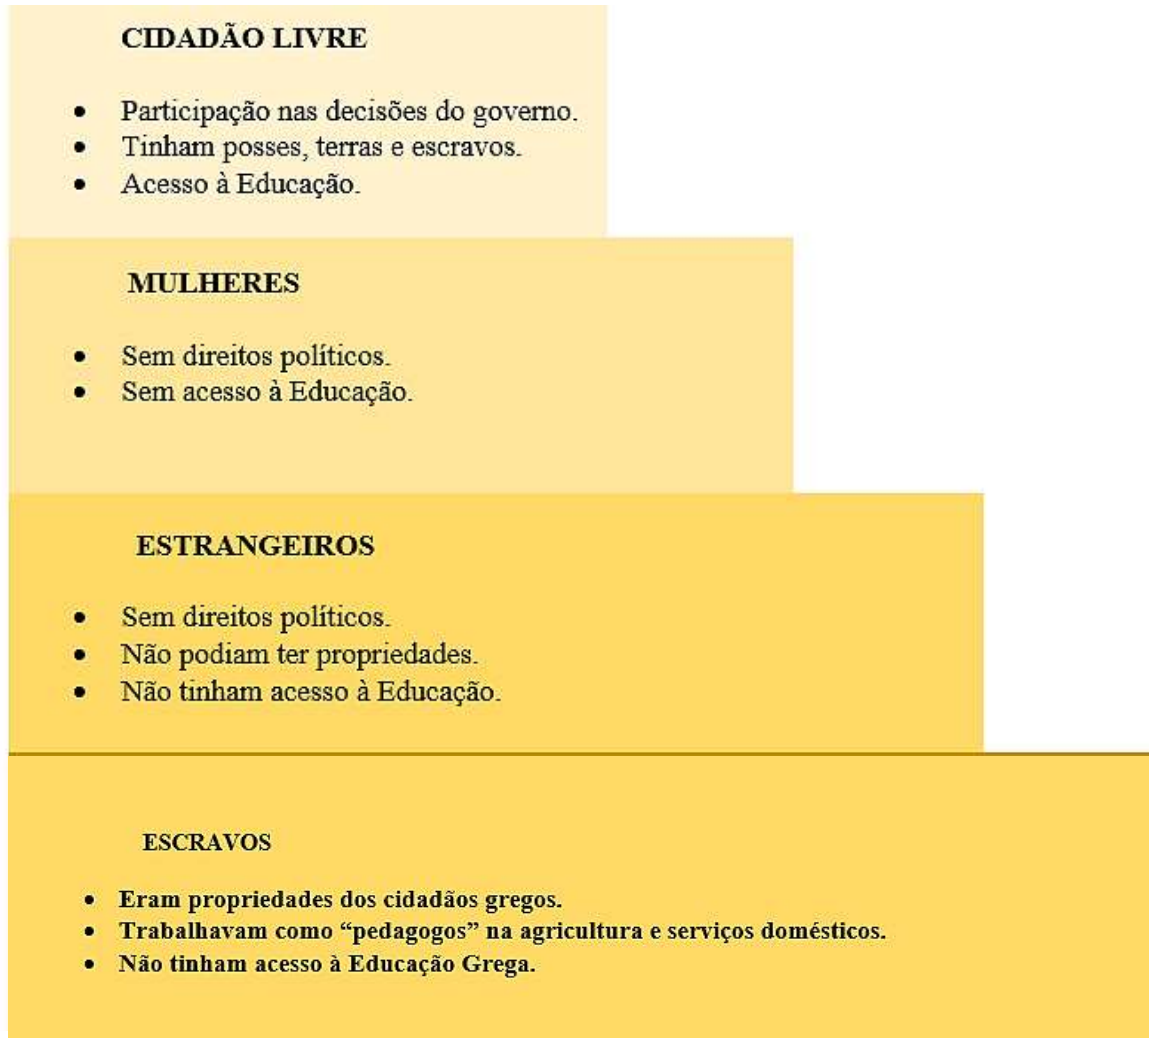 CIDADÃO LIVRE
• Participação nas decisões do governo.
• Tinham posses, terras e escravos.
• Acesso à Educação.
MULHERES
• Sem direitos políticos.
• Sem acesso à Educação.
ESTRANGEIROS
• Sem direitos políticos.
• Não podiam ter propriedades.
• Não tinham acesso à Educação.
ESCRAVOS
• Eram propriedades dos cidadãos gregos.
• Trabalhavam como “pedagogos” na agricultura e serviços domésticos.
• Não tinham acesso à Educação Grega.